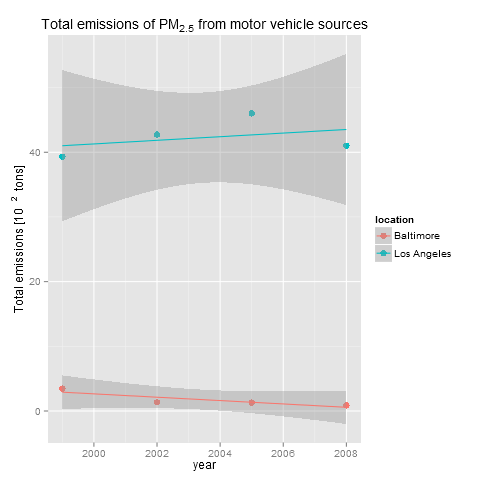 Total emissions of PM2.5 from motor vehicle sources
Total emissions [10 2 tons]
40
20
0
2000 2002 2004 2006 2008
year
location
Baltimore
Los Angeles